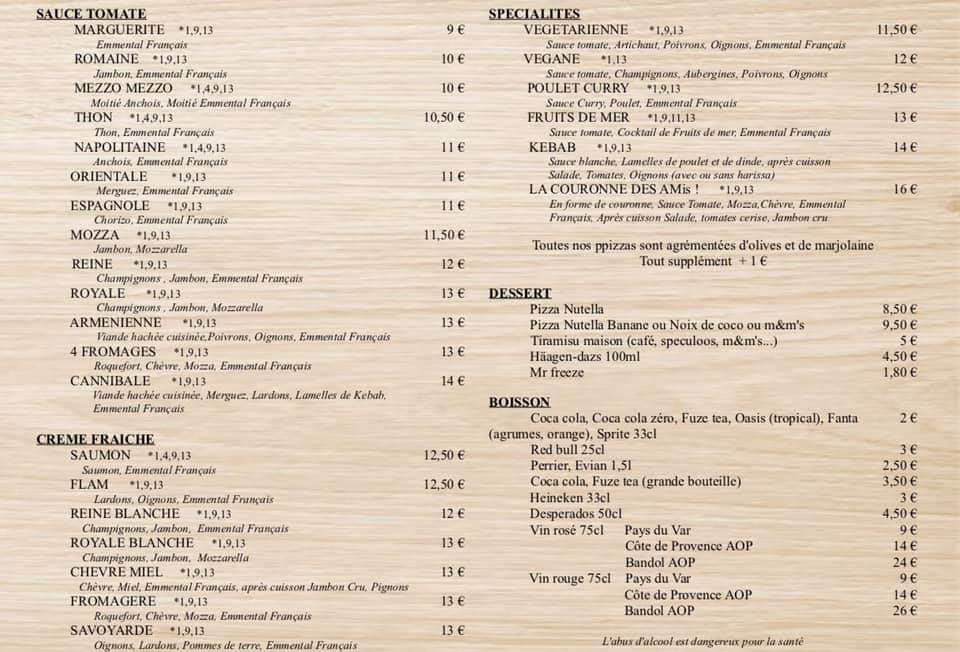 SAUCE TOMATE
MARGUERITE *1,9,13 9 €
Emmental Français
ROMAINE *1,9,13 10 €
Jambon, Emmental Français
MEZZO MEZZO *1,4,9,13 10 €
Moitié Anchois, Moitié Emmental Français
THON *1,4,9,13 10,50 €
Thon, Emmental Français
NAPOLITAINE *1,4,9,13 11 €
Anchois, Emmental Français
ORIENTALE *1,9,13 11 €
Merguez, Emmental Français
ESPAGNOLE *1,9,13 11 €
Chorizo, Emmental Français
MOZZA *1,9,13 11,50 €
Jambon, Mozzarella
REINE *1,9,13 12 €
Champignons , Jambon, Emmental Français
ROYALE *1,9,13 13 €
Champignons , Jambon, Mozzarella
ARMENIENNE *1,9,13 13 €
Viande hachée cuisinée,Poivrons, Oignons, Emmental Français
4 FROMAGES *1,9,13 13 €
Roquefort, Chèvre, Mozza, Emmental Français
CANNIBALE *1,9,13 14 €
Viande hachée cuisinée, Merguez, Lardons, Lamelles de Kebab,
Emmental Français
CREME FRAICHE
SAUMON *1,4,9,13 12,50 €
Saumon, Emmental Français
FLAM *1,9,13 12,50 €
Lardons, Oignons, Emmental Français
REINE BLANCHE *1,9,13 12 €
Champignons, Jambon, Emmental Français
ROYALE BLANCHE *1,9,13 13 €
Champignons, Jambon, Mozzarella
CHEVRE MIEL *1,9,13 13 €
Chèvre, Miel, Emmental Français, après cuisson Jambon Cru, Pignons
FROMAGERE *1,9,13 13 €
Roquefort, Chèvre, Mozza, Emmental Français
SAVOYARDE *1,9,13 13 €
Oignons, Lardons, Pommes de terre, Emmental Français
SPECIALITES
VEGETARIENNE *1,9,13 11,50 €
Sauce tomate, Artichaut, Poivrons, Oignons, Emmental Français
VEGANE *1,13 12 €
Sauce tomate, Champignons, Aubergines, Poivrons, Oignons
POULET CURRY *1,9,13 12,50 €
Sauce Curry, Poulet, Emmental Français
FRUITS DE MER *1,9,11,13 13 €
Sauce tomate, Cocktail de Fruits de mer, Emmental Français
KEBAB *1,9,13 14 €
Sauce blanche, Lamelles de poulet et de dinde, après cuisson
Salade, Tomates, Oignons (avec ou sans harissa)
LA COURONNE DES AMis ! *1,9,13 16 €
En forme de couronne, Sauce Tomate, Mozza,Chèvre, Emmental
Français, Après cuisson Salade, tomates cerise, Jambon cru
Toutes nos ppizzas sont agrémentées d'olives et de marjolaine
Tout supplément + 1 €
DESSERT
Pizza Nutella 8,50 €
Pizza Nutella Banane ou Noix de coco ou m&m's 9,50 €
Tiramisu maison (café, speculoos, m&m's...) 5 €
Häagen-dazs 100ml 4,50 €
Mr freeze 1,80 €
BOISSON
Coca cola, Coca cola zéro, Fuze tea, Oasis (tropical), Fanta 2 €
(agrumes, orange), Sprite 33cl
Red bull 25cl 3 €
Perrier, Evian 1,5l 2,50 €
Coca cola, Fuze tea (grande bouteille) 3,50 €
Heineken 33cl 3 €
Desperados 50cl 4,50 €
Vin rosé 75cl Pays du Var 9 €
Côte de Provence AOP 14 €
Bandol AOP 24 €
Vin rouge 75cl Pays du Var 9 €
Côte de Provence AOP 14 €
Bandol AOP 26 €
L'abus d'alcool est dangereux pour la santé